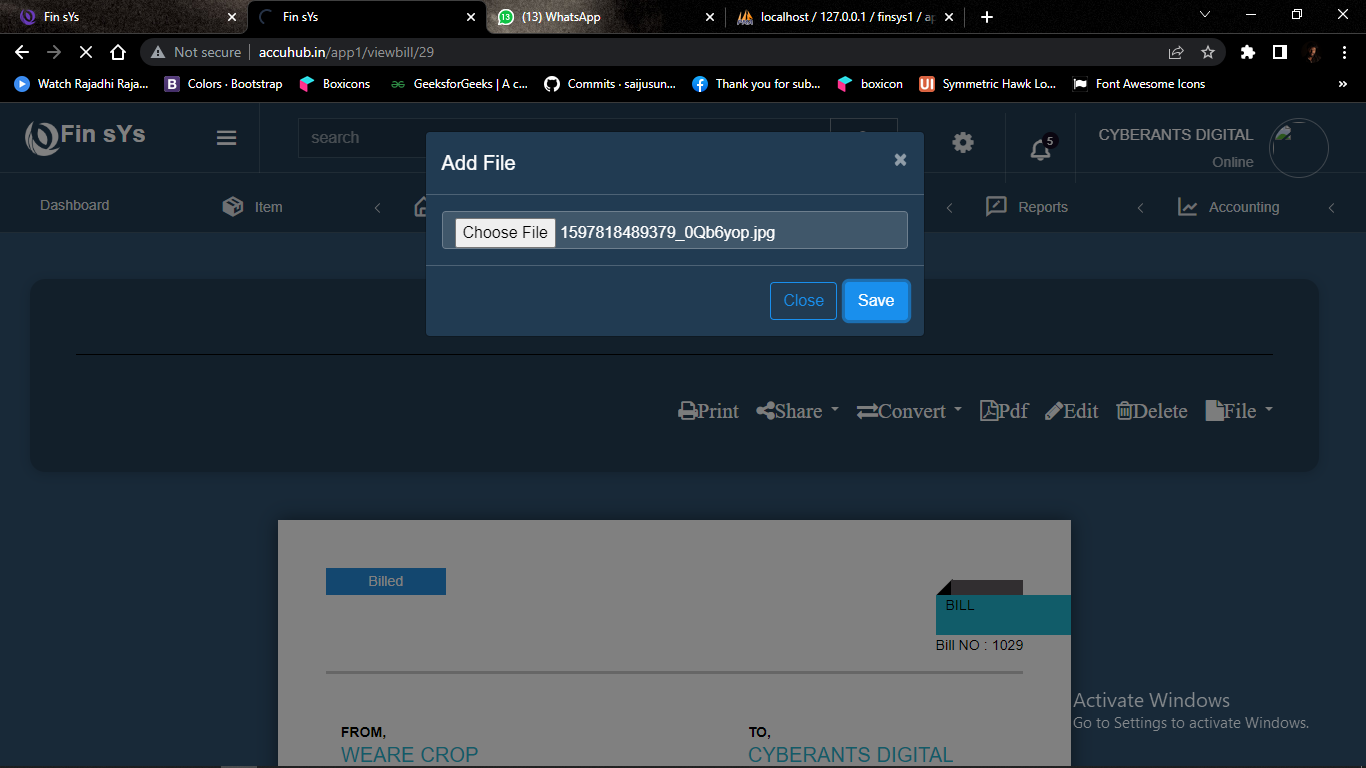 Fin sYs
Fin sYs
13
(13) WhatsApp
localhost / 127.0.0.1 / finsys1 / ap
Not secure
accuhub.in/app1/viewbill/29
Watch Rajadhi Raja...
B
Colors · Bootstrap
Boxicons
GeeksforGeeks | A c...
Commits · saijusun...
Thank you for sub...
boxicon
UI
Symmetric Hawk Lo...
Font Awesome Icons
»
Fin sYs
search
5
CYBERANTS DIGITAL
Online
Add File
Dashboard
Item
Reports
Accounting
Choose File
1597818489379_0Qb6yop.jpg
Close
Save
Print
Share
Convert
Pdf
Edit
Delete
File
Billed
BILL
Bill NO : 1029
FROM,
TO,
WEARE CROP
CYBERANTS DIGITAL
Activate Windows
Go to Settings to activate Windows.